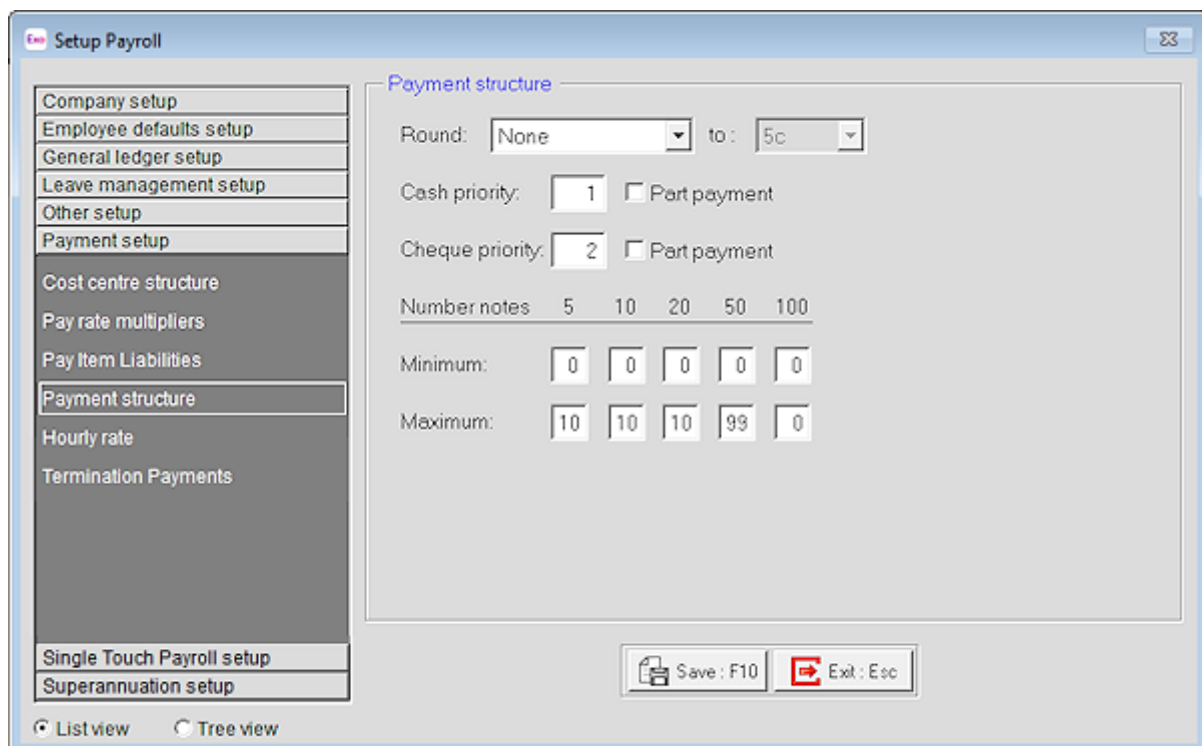 Exo Setup Payroll
Company setup
Employee defaults setup
General ledger setup
Leave management setup
Other setup
Payment setup
Cost centre structure
Pay rate multipliers
Pay Item Liabilities
Payment structure
Hourly rate
Termination Payments
Single Touch Payroll setup
Superannuation setup
List view Tree view
Payment structure
Round: None to: 5c
Cash priority: 1 Part payment
Cheque priority: 2 Part payment
Number notes 5 10 20 50 100
Minimum: 0 0 0 0 0
Maximum: 10 10 10 99 0
Save : F10 Exit : Esc